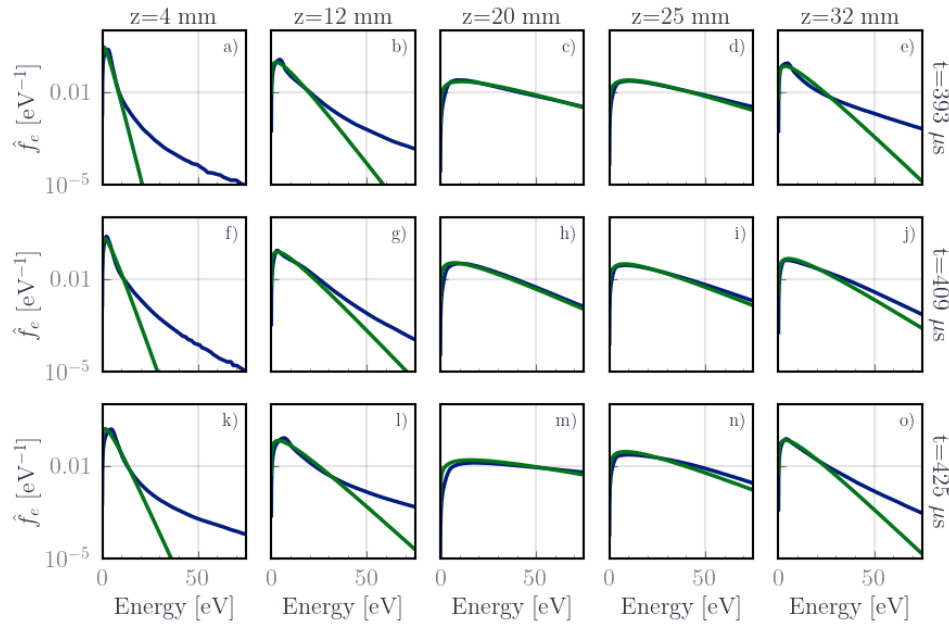 z=4 mm z=12 mm z=20 mm z=25 mm z=32 mm
a) b) c) d) e)
f̂ₑ [eV⁻¹] 0.01 10⁻⁵ t=393 μs
f) g) h) i) j)
f̂ₑ [eV⁻¹] 0.01 10⁻⁵ t=409 μs
k) l) m) n) o)
f̂ₑ [eV⁻¹] 0.01 10⁻⁵ t=425 μs
0 50 0 50 0 50 0 50 0 50
Energy [eV] Energy [eV] Energy [eV] Energy [eV] Energy [eV]